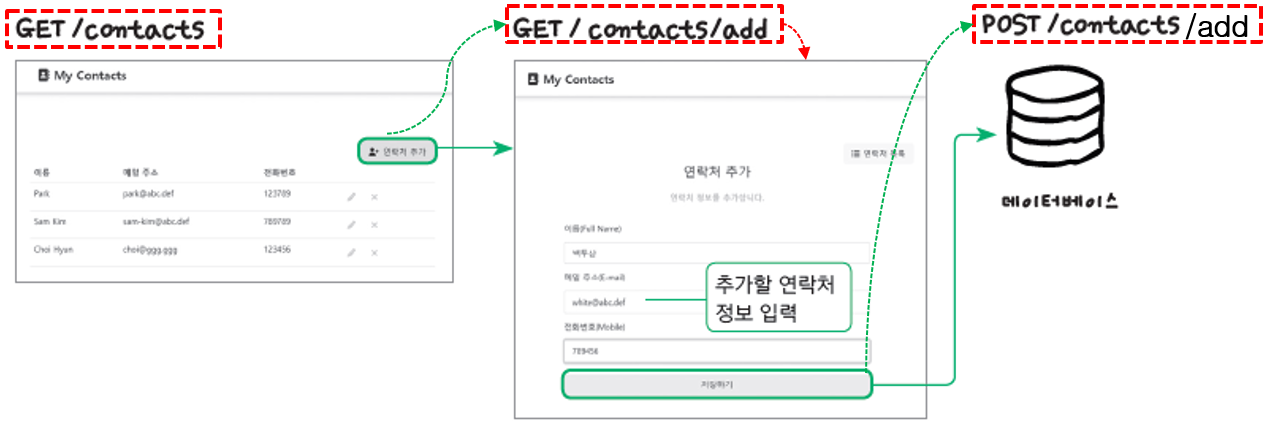 GET /contacts
GET / contacts/add
POST /contacts /add
My Contacts
연락처 추가
이름 메일 주소 전화번호
Park park@abc.def 123789
Sam Kim sam-kim@abc.def 789789
Choi Hyun choi@ggg.ggg 123456
My Contacts
연락처 목록
연락처 추가
연락처 정보를 추가합니다.
이름(Full Name)
백두산
메일 주소(E-mail)
white@abc.def
전화번호(Mobile)
789456
저장하기
추가할 연락처
정보 입력
데이터베이스